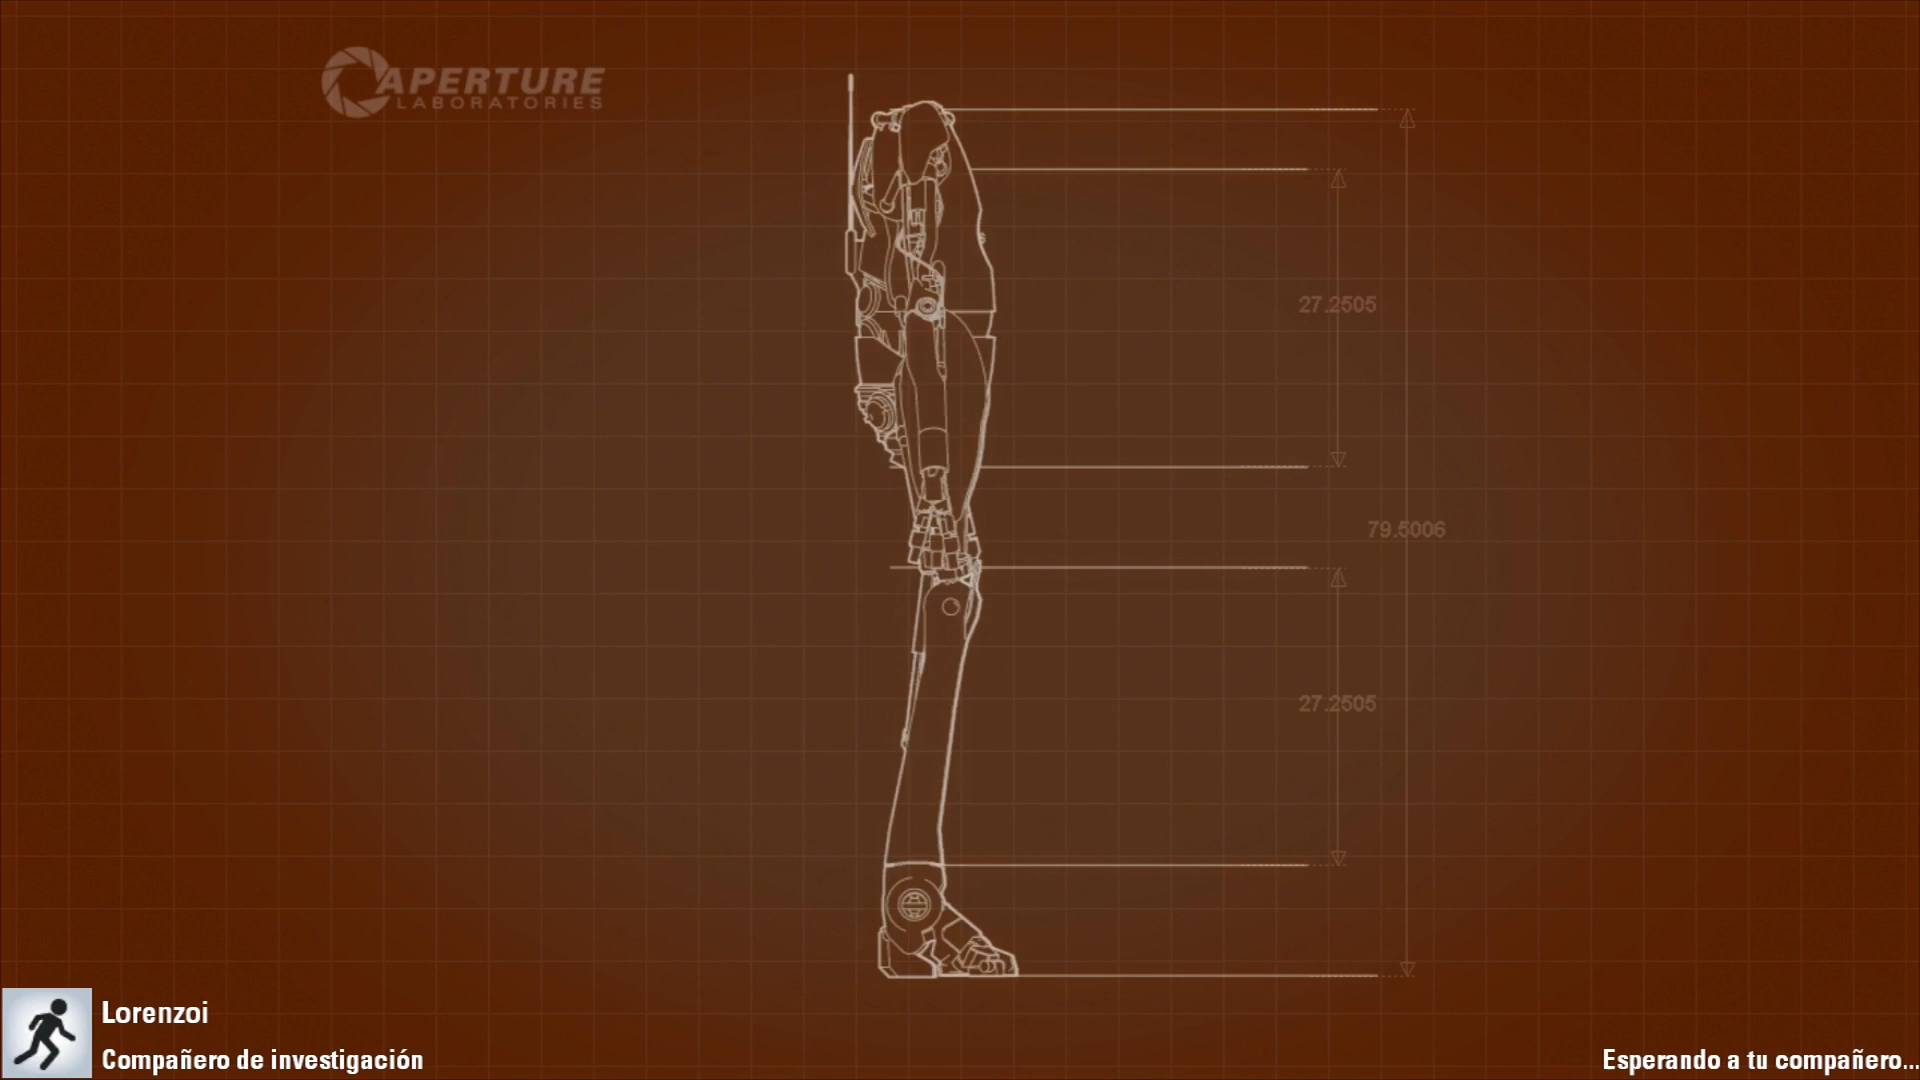 APERTURE
LABORATORIES
27.2505
79.5006
27.2505
Lorenzoi
Compañero de investigación
Esperando a tu compañero...